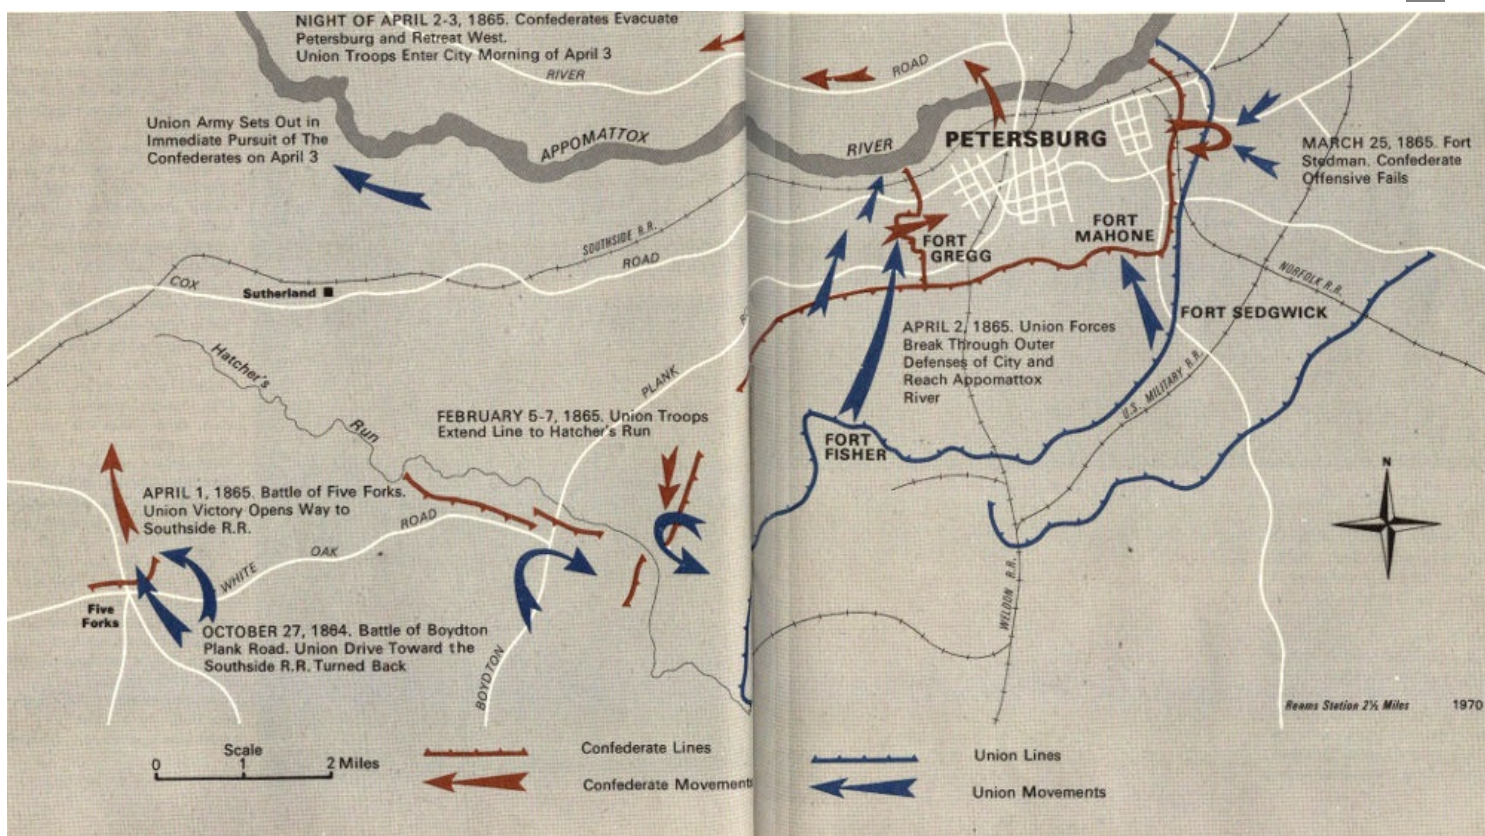 NIGHT OF APRIL 2-3, 1865. Confederates Evacuate
Petersburg and Retreat West.
Union Troops Enter City Morning of April 3
RIVER
ROAD
Union Army Sets Out in
Immediate Pursuit of The
Confederates on April 3
APPOMATTOX
RIVER
PETERSBURG
MARCH 25, 1865. Fort
Stedman. Confederate
Offensive Fails
SOUTHSIDE R.R.
COX
ROAD
Sutherland
FORT
GREGG
FORT
MAHONE
NORFOLK R.R.
FORT SEDGWICK
APRIL 2, 1865. Union Forces
Break Through Outer
Defenses of City and
Reach Appomattox
River
U.S. MILITARY R.R.
Hatcher's
Run
PLANK
FEBRUARY 5-7, 1865. Union Troops
Extend Line to Hatcher's Run
FORT
FISHER
N
APRIL 1, 1865. Battle of Five Forks.
Union Victory Opens Way to
Southside R.R.
WHITE
OAK
ROAD
Five
Forks
WELDON R.R.
OCTOBER 27, 1864. Battle of Boydton
Plank Road. Union Drive Toward the
Southside R.R. Turned Back
BOYDTON
Reams Station 2½ Miles
1970
Scale
0 1 2 Miles
Confederate Lines
Confederate Movements
Union Lines
Union Movements